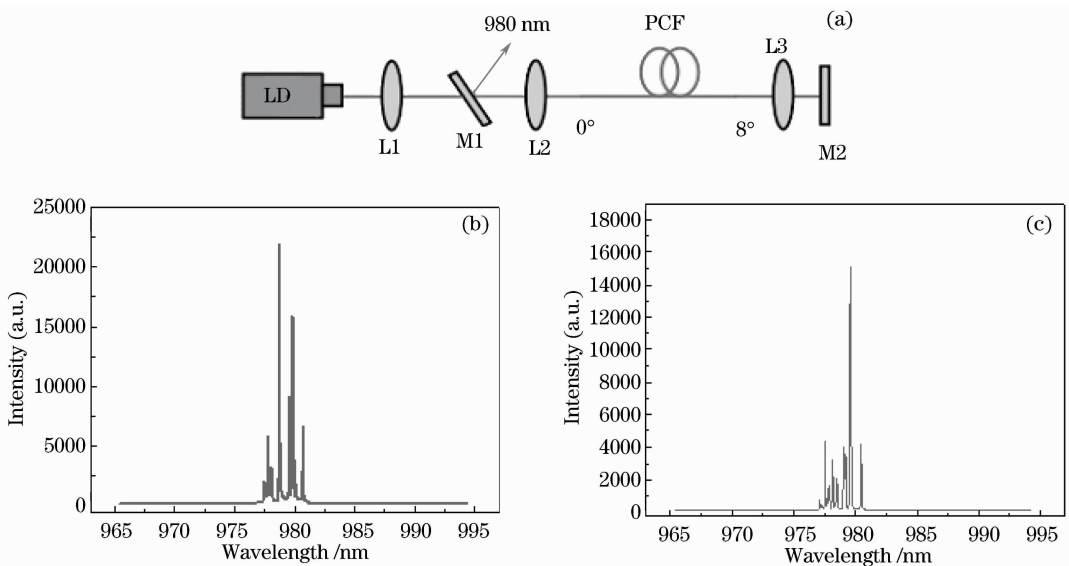 (a)
980 nm
PCF
L3
LD
L1
M1
L2
0°
8°
M2
(b)
25000
20000
15000
10000
5000
0
Intensity (a.u.)
965 970 975 980 985 990 995
Wavelength /nm
(c)
18000
16000
14000
12000
10000
8000
6000
4000
2000
0
Intensity (a.u.)
965 970 975 980 985 990 995
Wavelength /nm